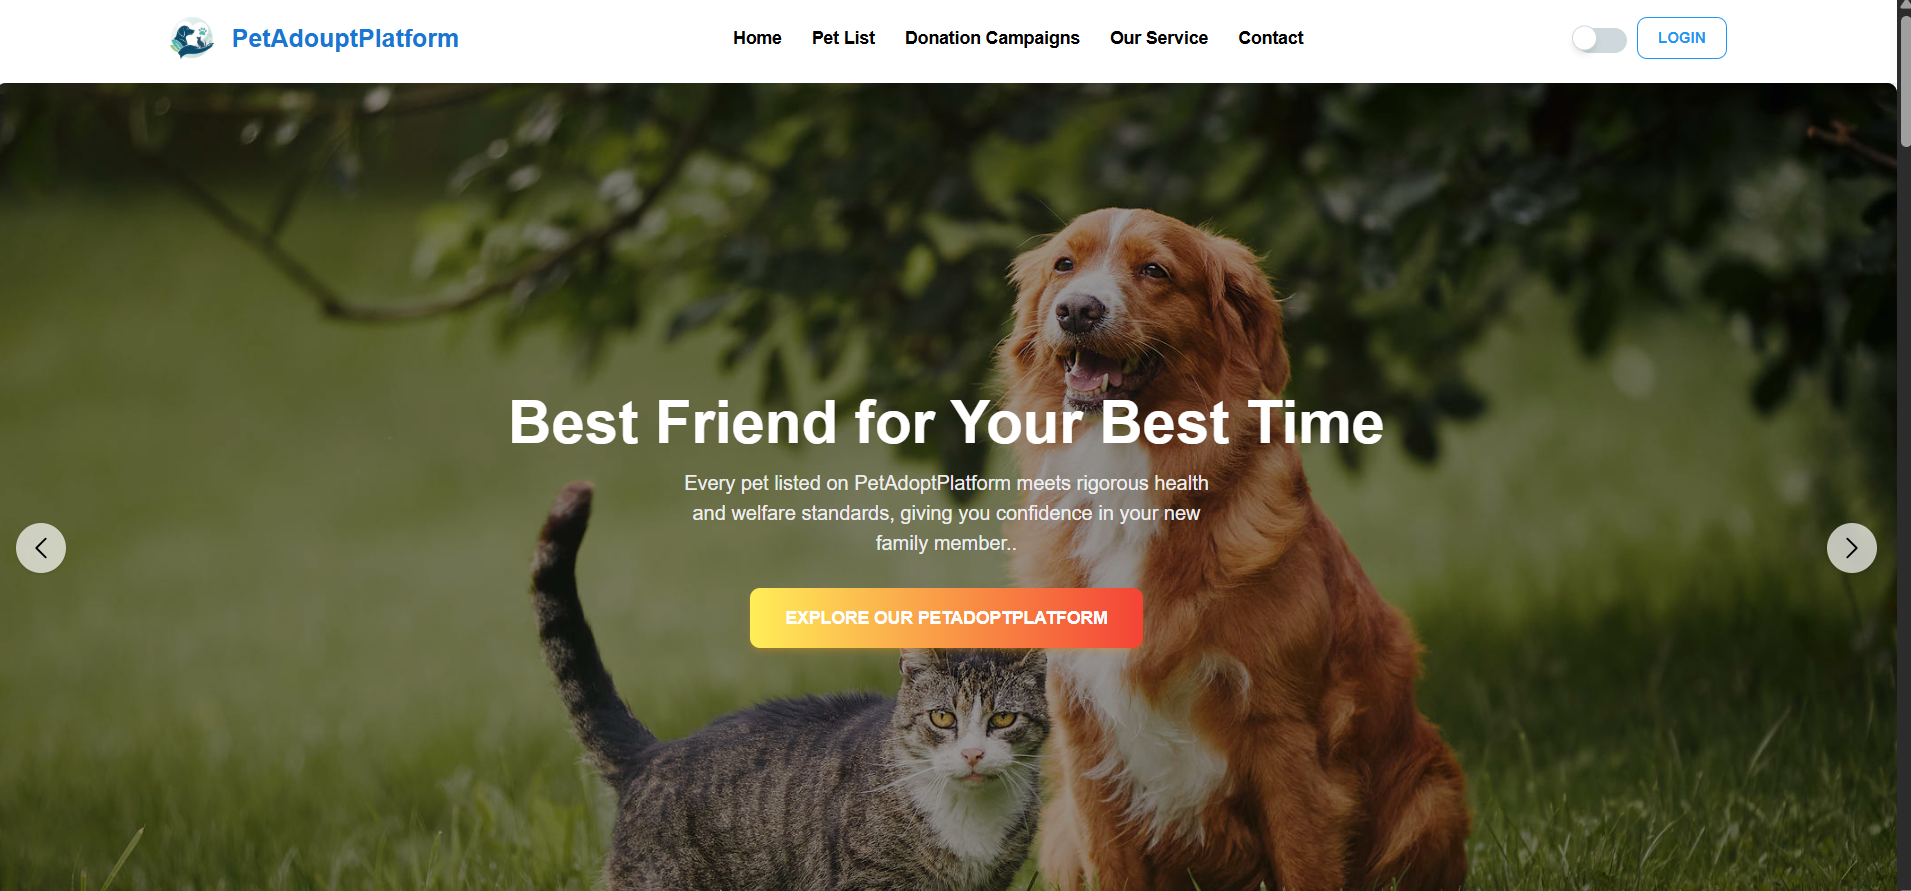 PetAdouptPlatform
Home Pet List Donation Campaigns Our Service Contact
LOGIN
Best Friend for Your Best Time
Every pet listed on PetAdoptPlatform meets rigorous health
and welfare standards, giving you confidence in your new
family member..
EXPLORE OUR PETADOPTPLATFORM